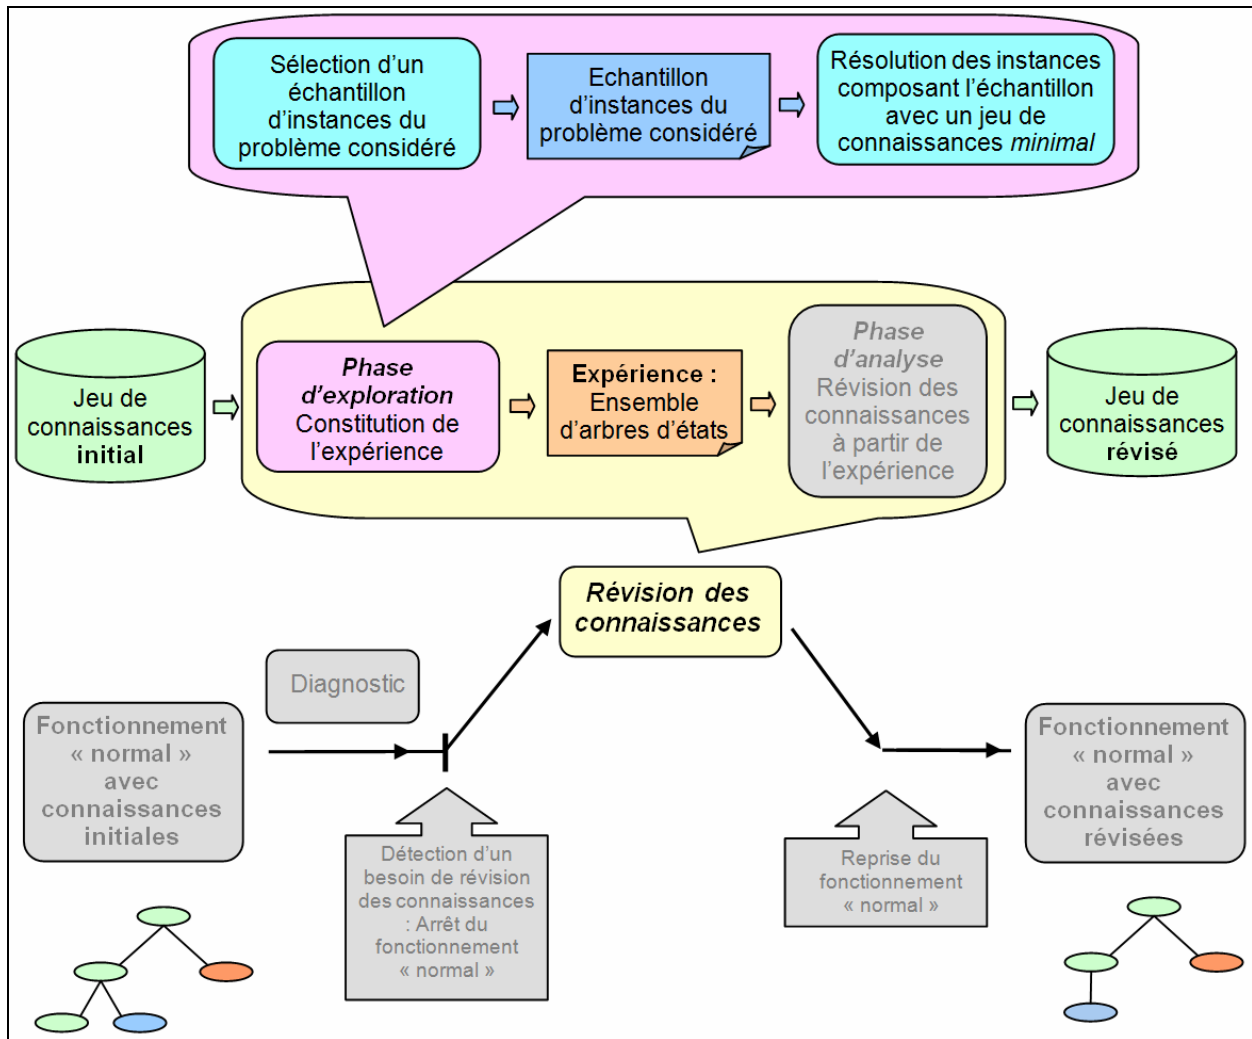 Sélection d’un
échantillon
d’instances du
problème considéré
Echantillon
d’instances du
problème considéré
Résolution des instances
composant l’échantillon
avec un jeu de
connaissances minimal
Jeu de
connaissances
initial
Phase
d’exploration
Constitution de
l’expérience
Expérience :
Ensemble
d’arbres d’états
Phase
d’analyse
Révision des
connaissances
à partir de
l’expérience
Jeu de
connaissances
révisé
Révision des
connaissances
Diagnostic
Fonctionnement
« normal »
avec
connaissances
initiales
Détection d’un
besoin de révision
des connaissances
: Arrêt du
fonctionnement
« normal »
Reprise du
fonctionnement
« normal »
Fonctionnement
« normal »
avec
connaissances
révisées